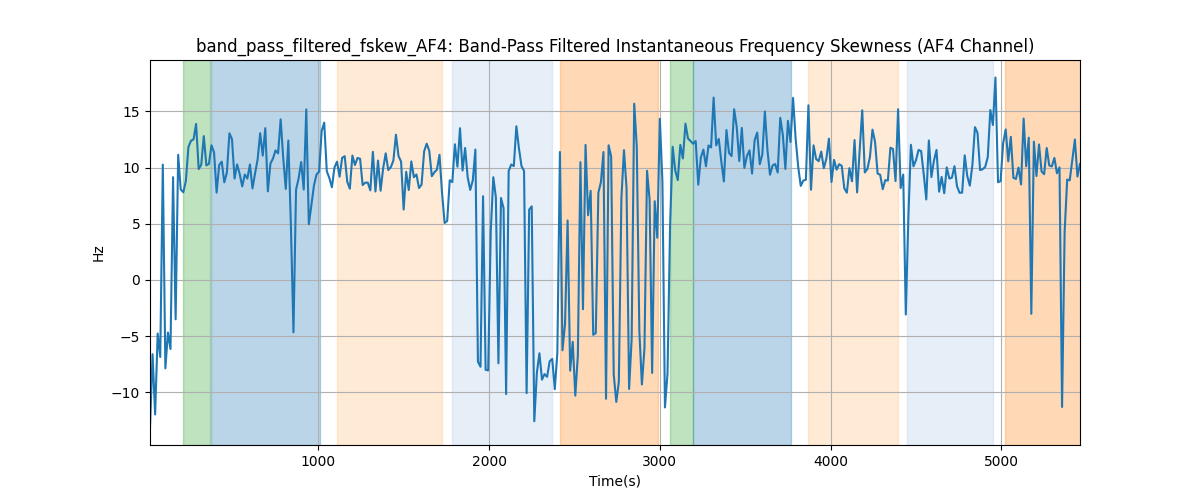 band_pass_filtered_fskew_AF4: Band-Pass Filtered Instantaneous Frequency Skewness (AF4 Channel)
15
10
5
0
−5
−10
Hz
1000 2000 3000 4000 5000
Time(s)